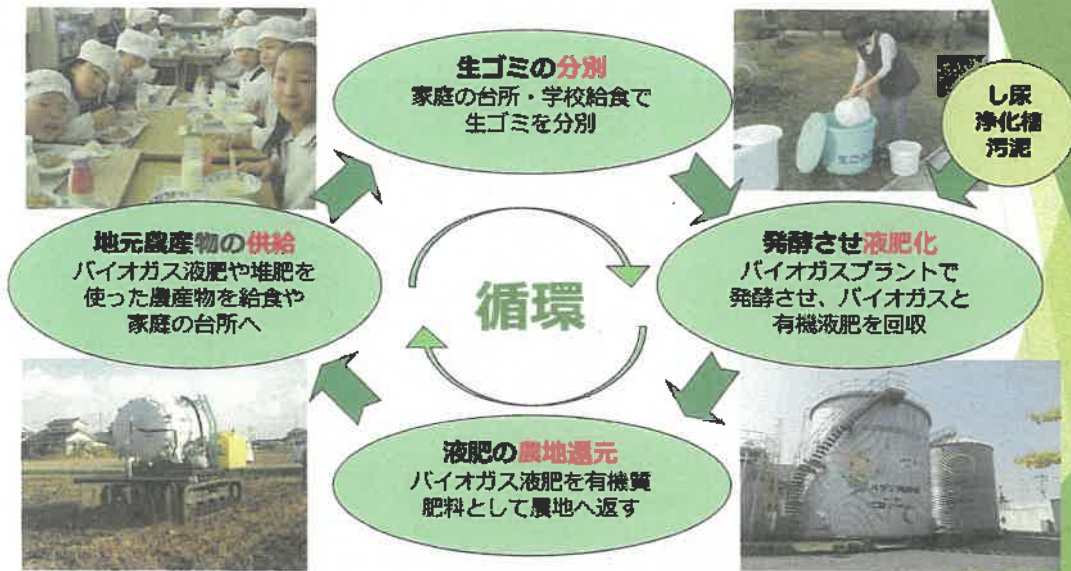 生ゴミの分別
家庭の台所・学校給食で
生ゴミを分別
し尿
浄化槽
汚泥
地元農産物の供給
バイオガス液肥や堆肥を
使った農産物を給食や
家庭の台所へ
循環
発酵させ液肥化
バイオガスプラントで
発酵させ、バイオガスと
有機液肥を回収
液肥の農地還元
バイオガス液肥を有機質
肥料として農地へ返す